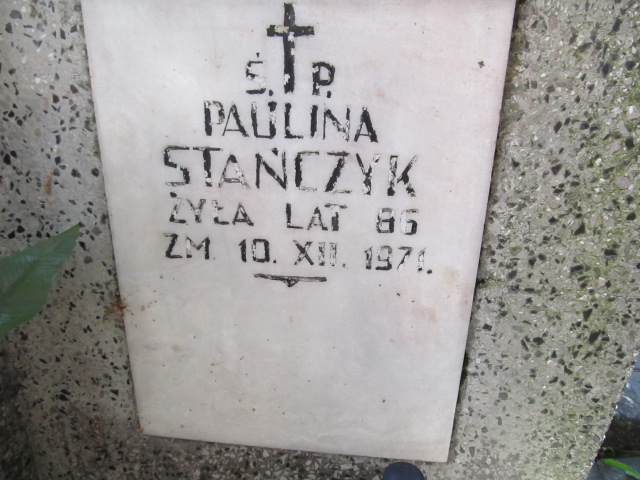 Ś. P.
PAULINA
STAŃCZYK
ŻYŁA LAT 86
ZM. 10. XII. 1971.